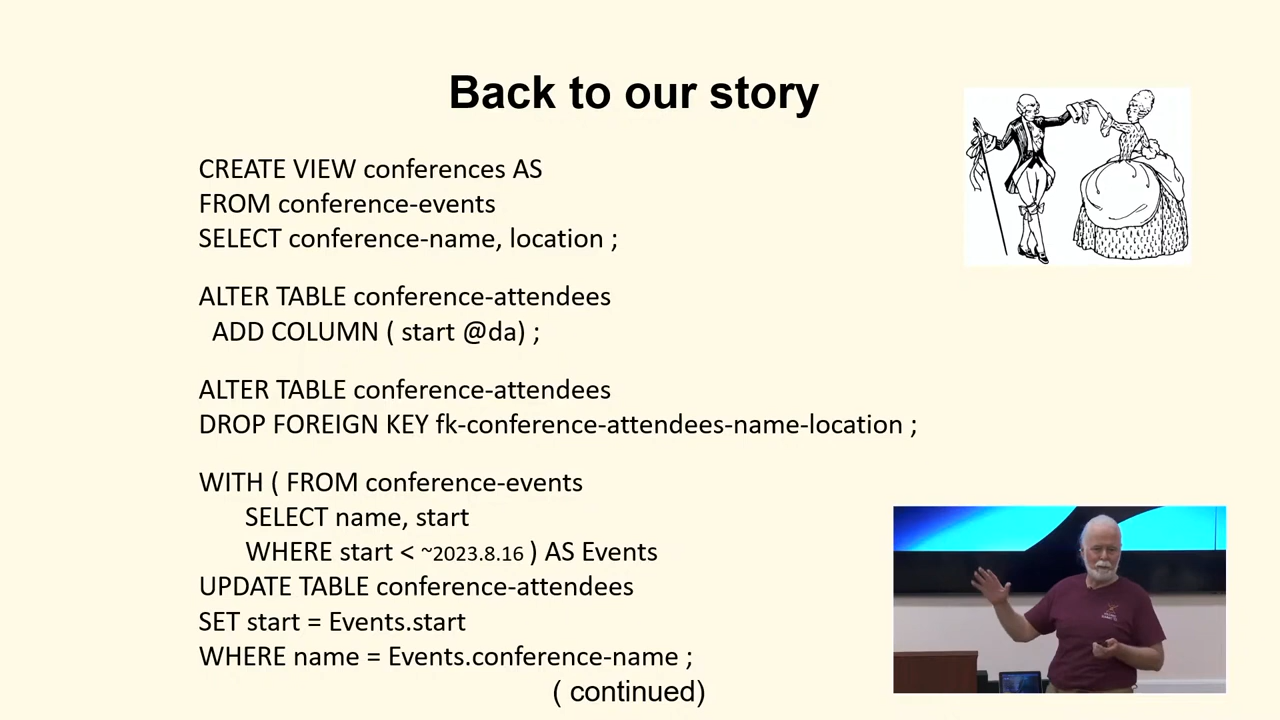 Back to our story
CREATE VIEW conferences AS
FROM conference-events
SELECT conference-name, location ;
ALTER TABLE conference-attendees
ADD COLUMN ( start @da) ;
ALTER TABLE conference-attendees
DROP FOREIGN KEY fk-conference-attendees-name-location ;
WITH ( FROM conference-events
SELECT name, start
WHERE start < ~2023.8.16 ) AS Events
UPDATE TABLE conference-attendees
SET start = Events.start
WHERE name = Events.conference-name ;
( continued)